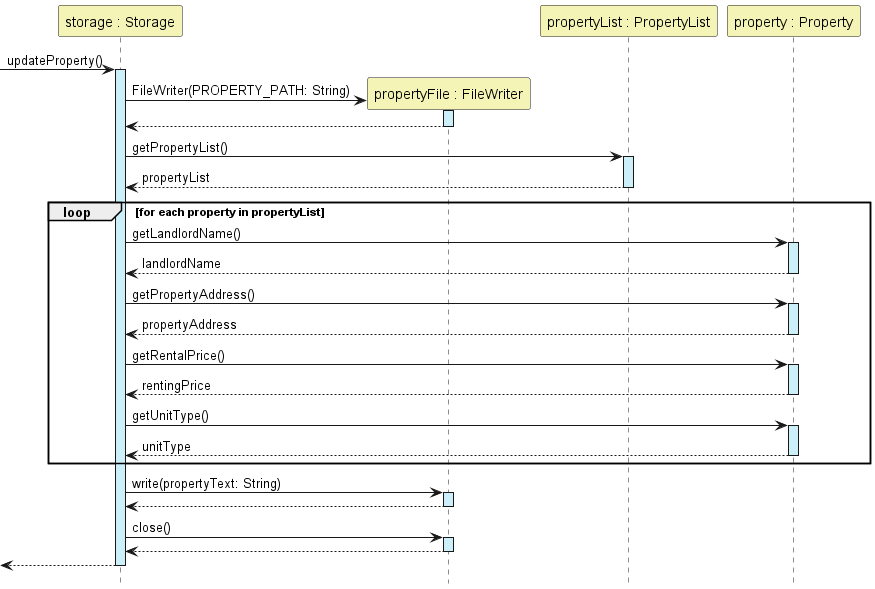 storage : Storage
propertyList : PropertyList
property : Property
updateProperty()
FileWriter(PROPERTY_PATH: String)
propertyFile : FileWriter
getPropertyList()
propertyList
loop
[for each property in propertyList]
getLandlordName()
landlordName
getPropertyAddress()
propertyAddress
getRentalPrice()
rentingPrice
getUnitType()
unitType
write(propertyText: String)
close()